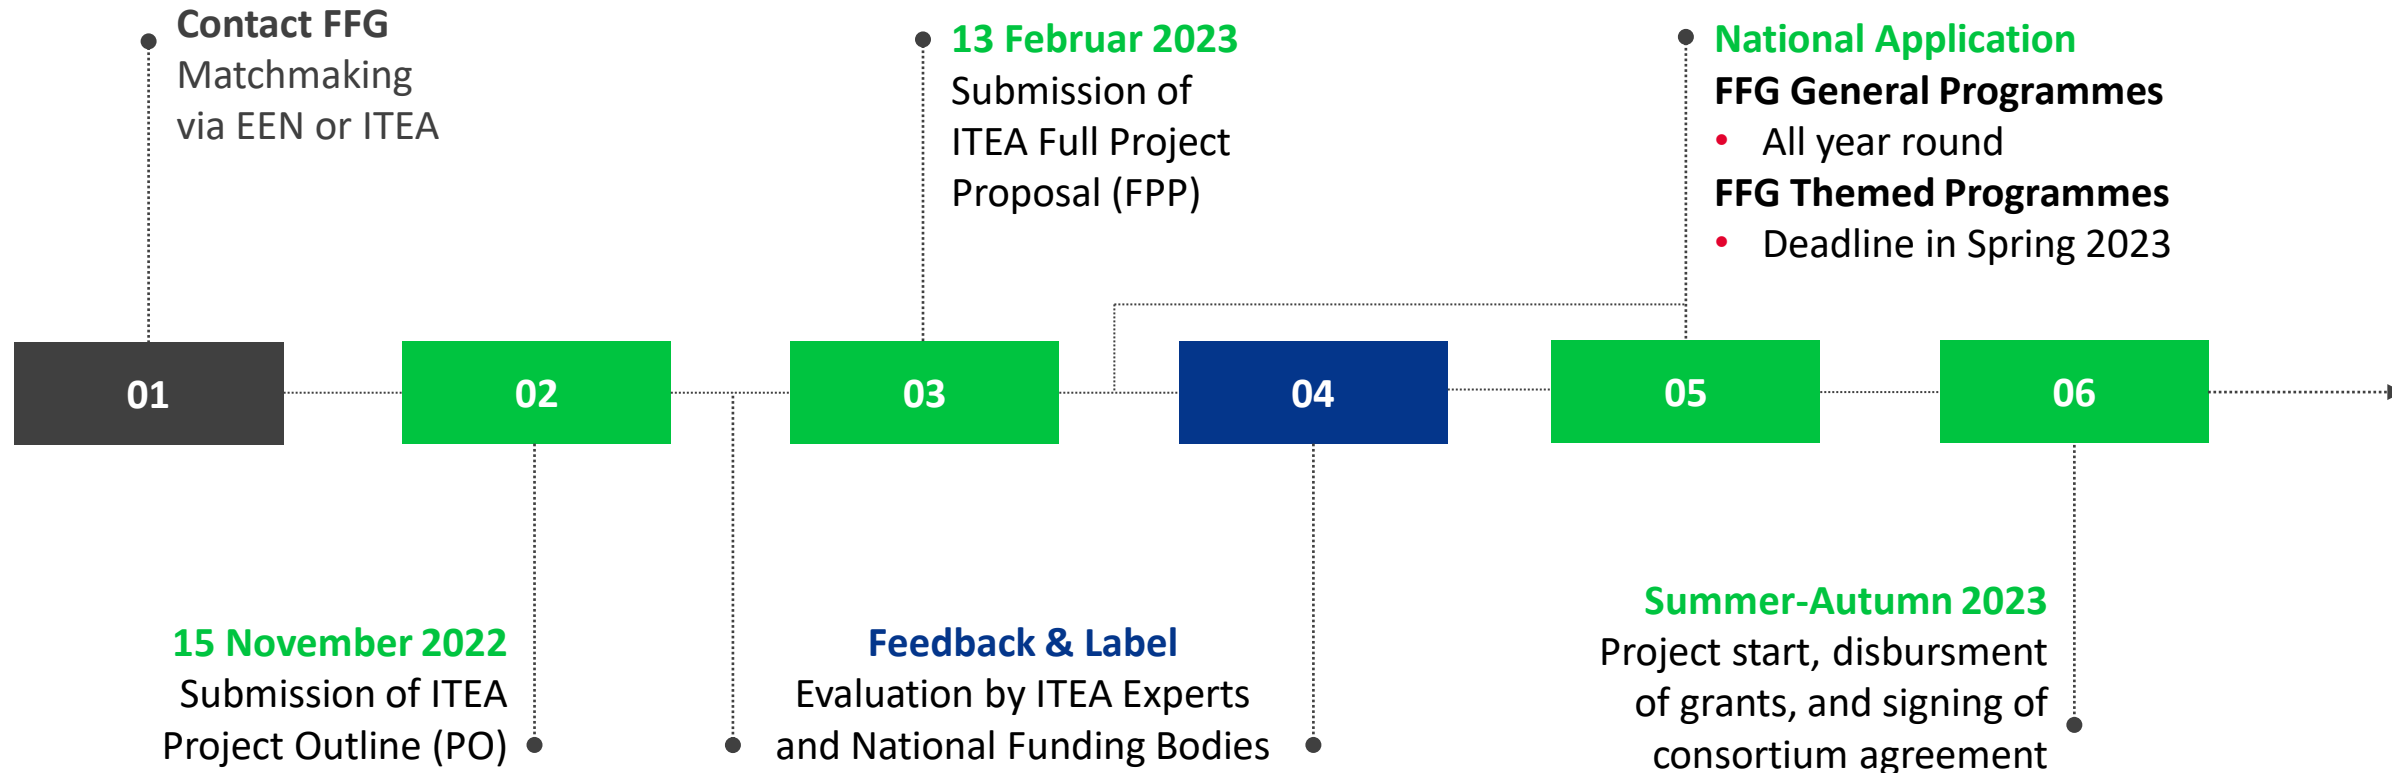 Contact FFG
Matchmaking
via EEN or ITEA
13 Februar 2023
Submission of
ITEA Full Project
Proposal (FPP)
National Application
FFG General Programmes
• All year round
FFG Themed Programmes
• Deadline in Spring 2023
01
02
03
04
05
06
15 November 2022
Submission of ITEA
Project Outline (PO)
Feedback & Label
Evaluation by ITEA Experts
and National Funding Bodies
Summer-Autumn 2023
Project start, disbursment
of grants, and signing of
consortium agreement